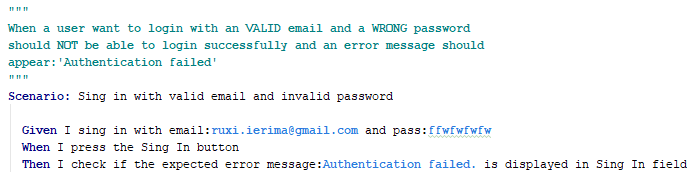 """
When a user want to login with an VALID email and a WRONG password
should NOT be able to login successfully and an error message should
appear:'Authentication failed'
"""
Scenario: Sing in with valid email and invalid password
Given I sing in with email:ruxi.ierima@gmail.com and pass:ffwfwfwfw
When I press the Sing In button
Then I check if the expected error message:Authentication failed. is displayed in Sing In field